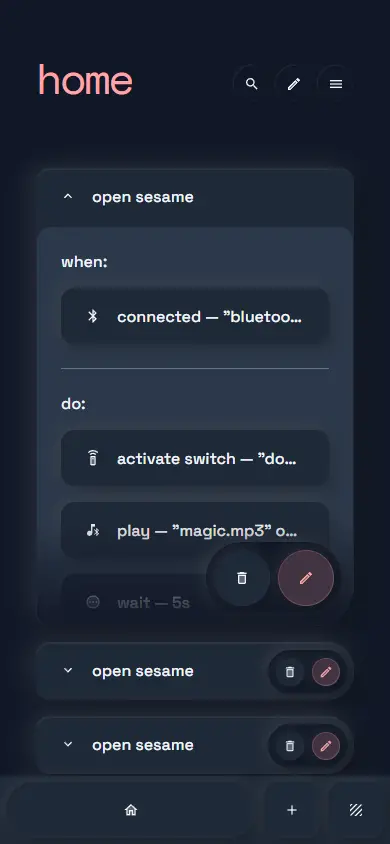 home
open sesame
when:
connected — "bluetoo...
do:
activate switch — "do...
play — "magic.mp3" o...
wait — 5s
open sesame
open sesame